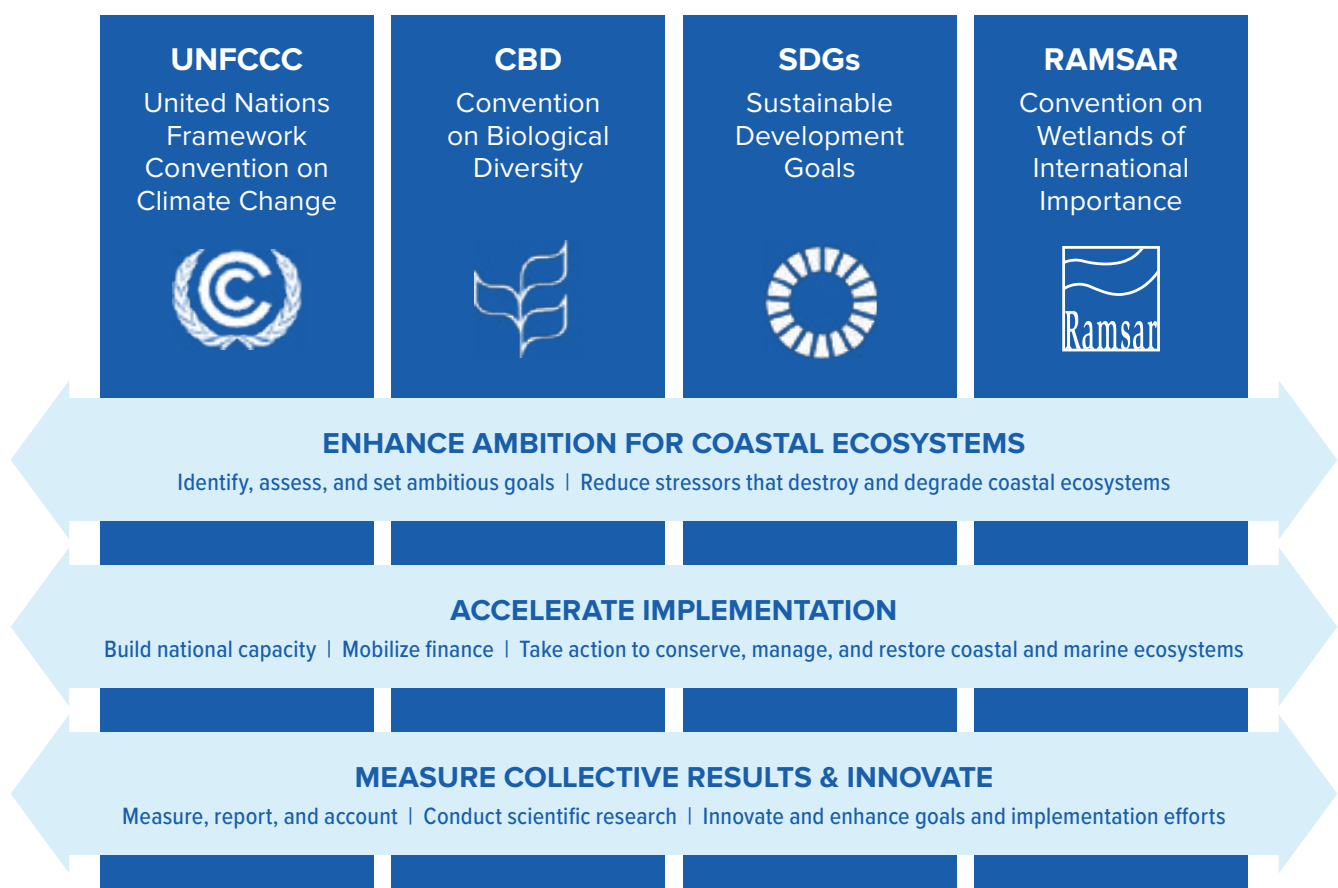 UNFCCC
United Nations
Framework
Convention on
Climate Change
CBD
Convention
on Biological
Diversity
SDGs
Sustainable
Development
Goals
RAMSAR
Convention on
Wetlands of
International
Importance
Ramsar
ENHANCE AMBITION FOR COASTAL ECOSYSTEMS
Identify, assess, and set ambitious goals | Reduce stressors that destroy and degrade coastal ecosystems
ACCELERATE IMPLEMENTATION
Build national capacity | Mobilize finance | Take action to conserve, manage, and restore coastal and marine ecosystems
MEASURE COLLECTIVE RESULTS & INNOVATE
Measure, report, and account | Conduct scientific research | Innovate and enhance goals and implementation efforts